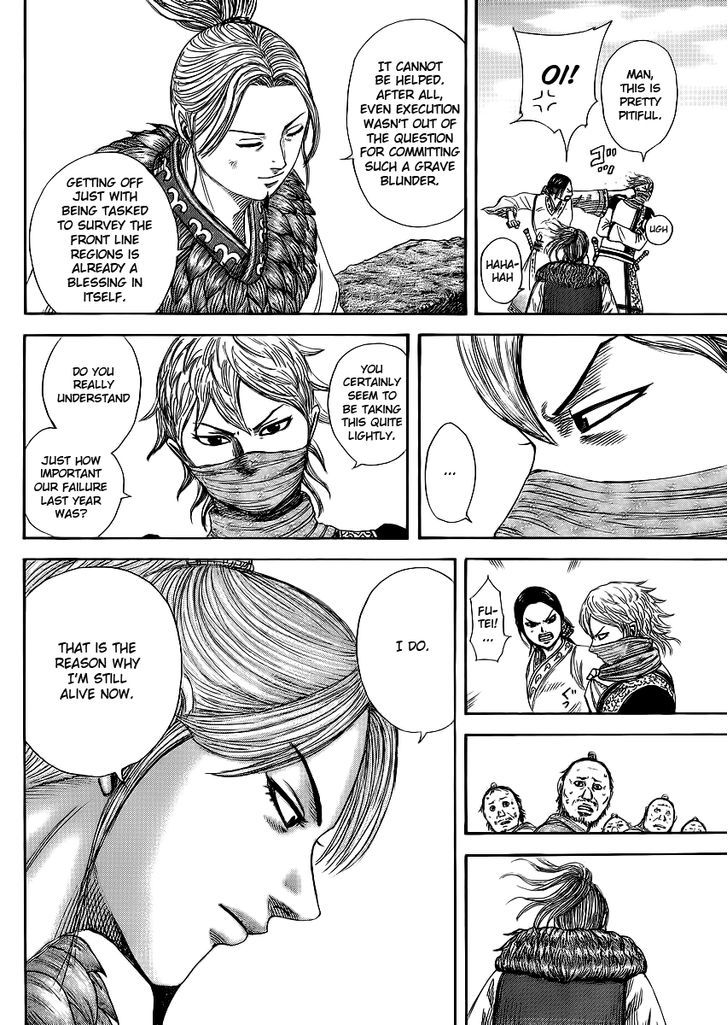 MAN,
THIS IS
PRETTY
PITIFUL.
OI!
ゴッ
UGH
HAHA-
HAH
IT CANNOT
BE HELPED.
AFTER ALL,
EVEN EXECUTION
WASN'T OUT OF
THE QUESTION
FOR COMMITTING
SUCH A GRAVE
BLUNDER.
GETTING OFF
JUST WITH
BEING TASKED
TO SURVEY THE
FRONT LINE
REGIONS IS
ALREADY A
BLESSING IN
ITSELF.
...
YOU
CERTAINLY
SEEM TO
BE TAKING
THIS QUITE
LIGHTLY.
DO YOU
REALLY
UNDERSTAND
JUST HOW
IMPORTANT
OUR FAILURE
LAST YEAR
WAS?
FU-
TEI!
...
ぐっ
I DO.
THAT IS THE
REASON WHY
I'M STILL
ALIVE NOW.